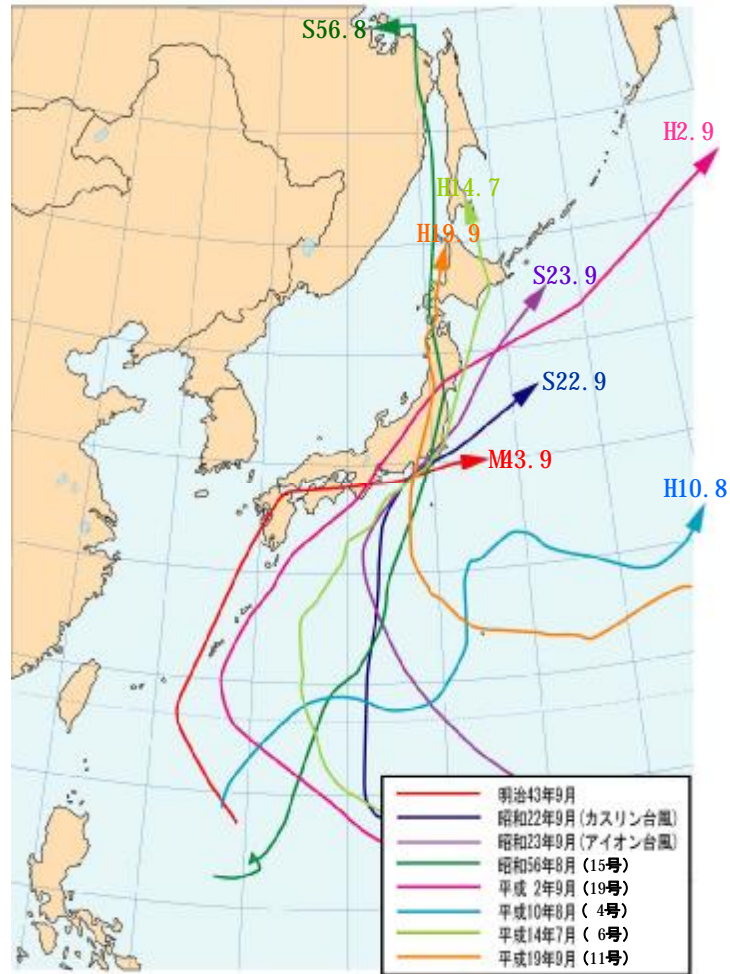 S56.8
H2.9
H14.7
H19.9
S23.9
S22.9
M43.9
H10.8
明治43年9月
昭和22年9月(カスリン台風)
昭和23年9月(アイオン台風)
昭和56年8月(15号)
平成 2年9月(19号)
平成10年8月( 4号)
平成14年7月( 6号)
平成19年9月(11号)